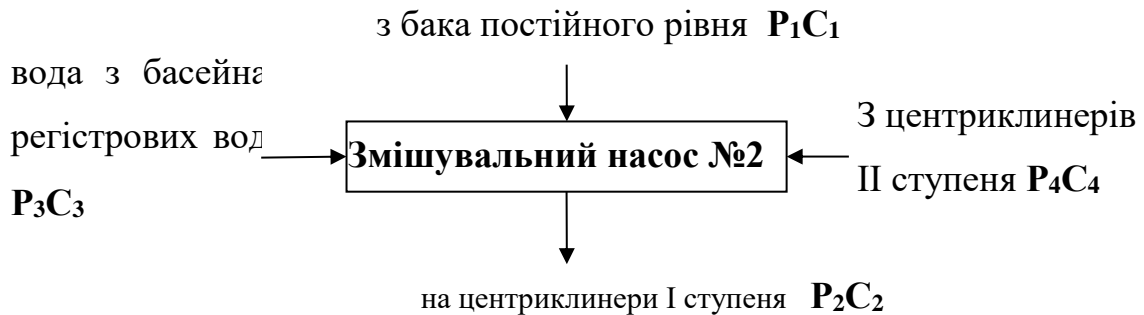 з бака постійного рівня P₁C₁
вода з басейна
регістрових вод
P₃C₃
Змішувальний насос №2
З центриклинерів
II ступеня P₄C₄
на центриклинери I ступеня P₂C₂